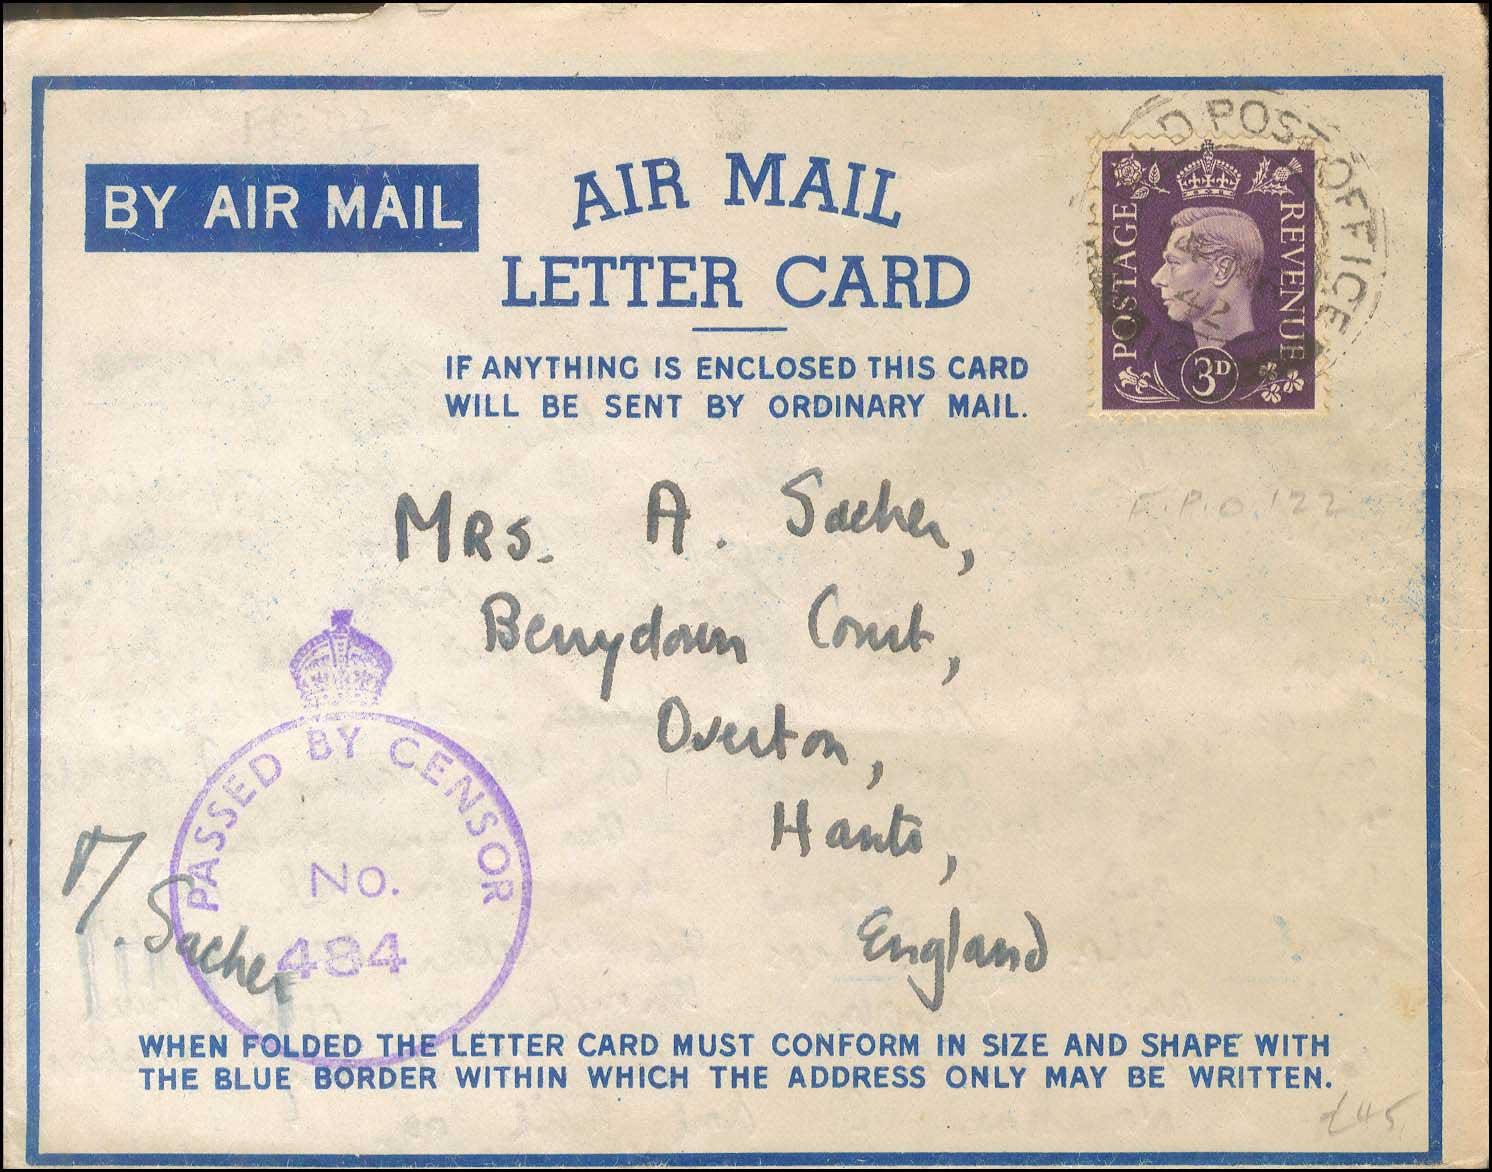 BY AIR MAIL
AIR MAIL
LETTER CARD
IF ANYTHING IS ENCLOSED THIS CARD
WILL BE SENT BY ORDINARY MAIL.
D POST OFFICE
POSTAGE
REVENUE
3D
42
F.P.O. 122
Mrs. A. Sacher,
Berrydown Court,
Overton,
Hants,
England
PASSED BY CENSOR
No.
484
M. Sacher
WHEN FOLDED THE LETTER CARD MUST CONFORM IN SIZE AND SHAPE WITH
THE BLUE BORDER WITHIN WHICH THE ADDRESS ONLY MAY BE WRITTEN.
£45